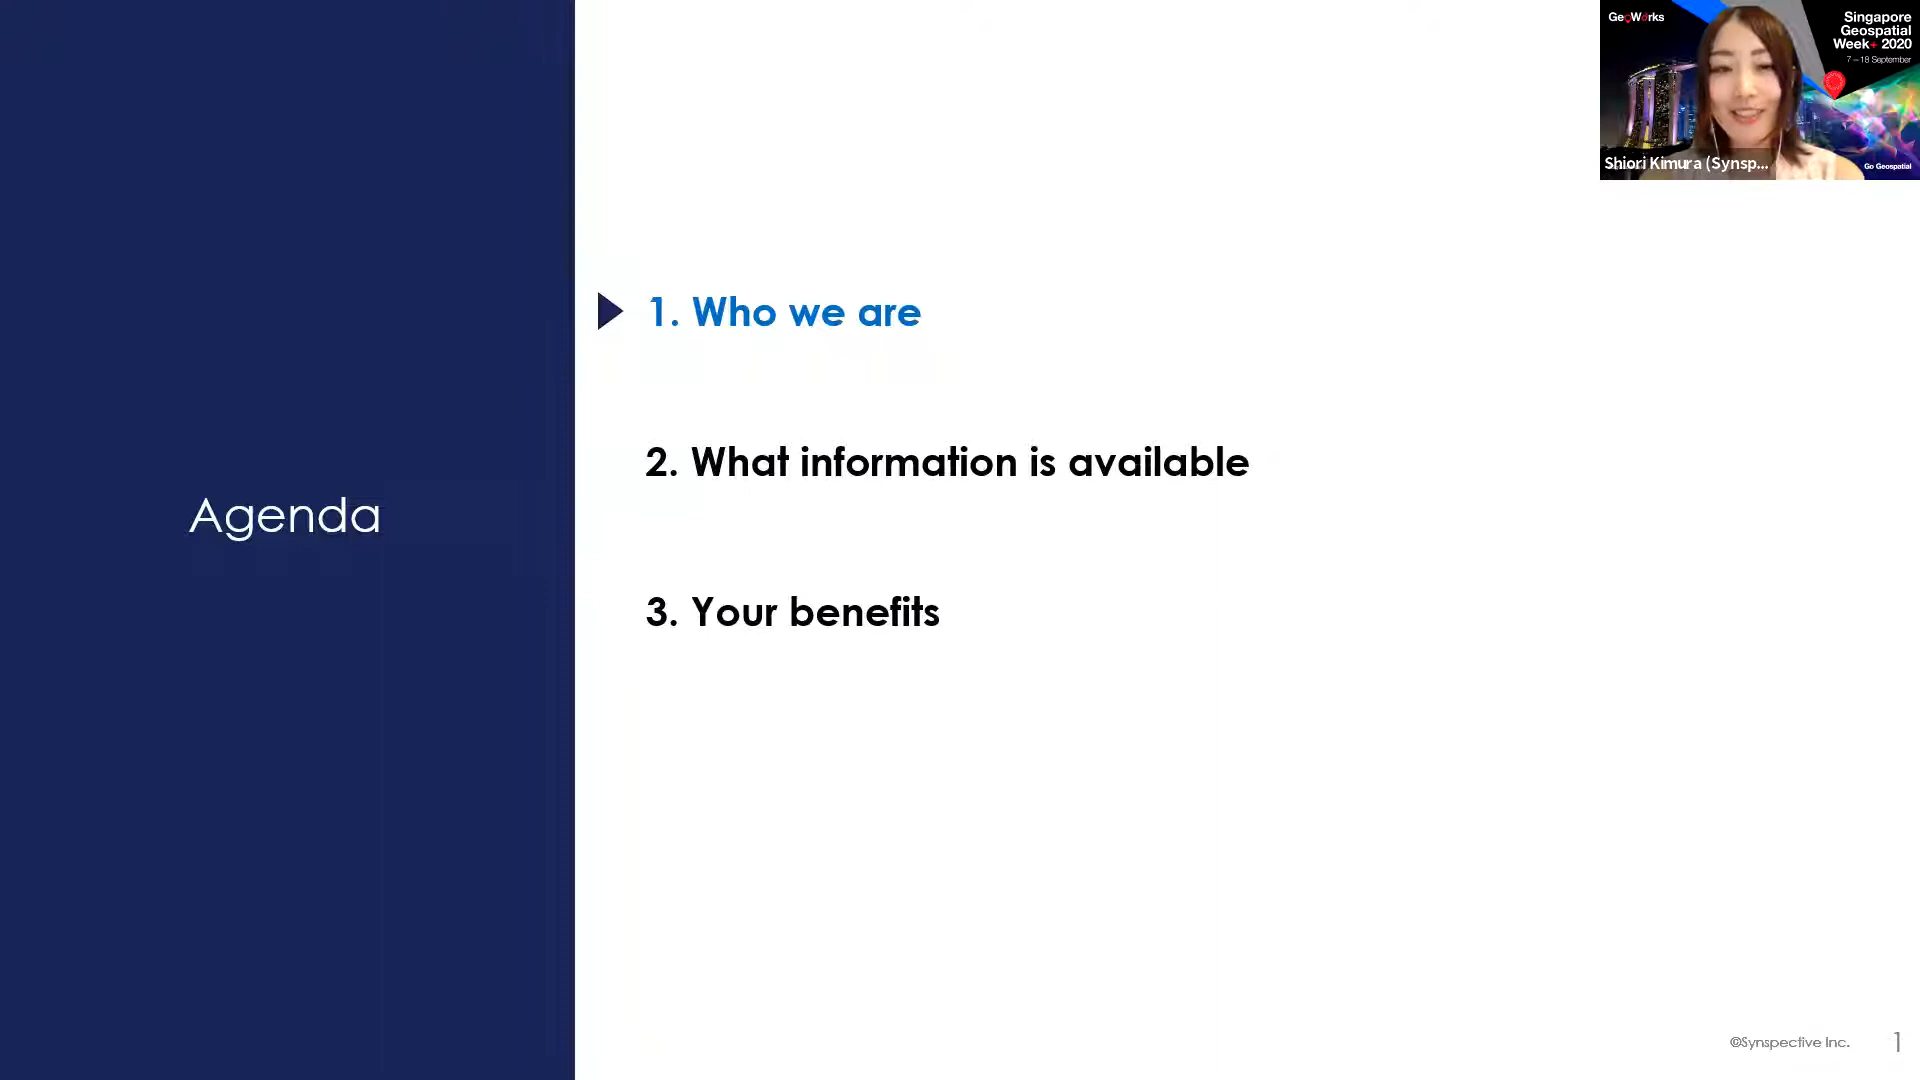 Agenda
1. Who we are
2. What information is available
3. Your benefits
GeoWorks
Singapore
Geospatial
Week+ 2020
7 – 18 September
Shiori Kimura (Synsp...
Go Geospatial
©Synspective Inc.
1